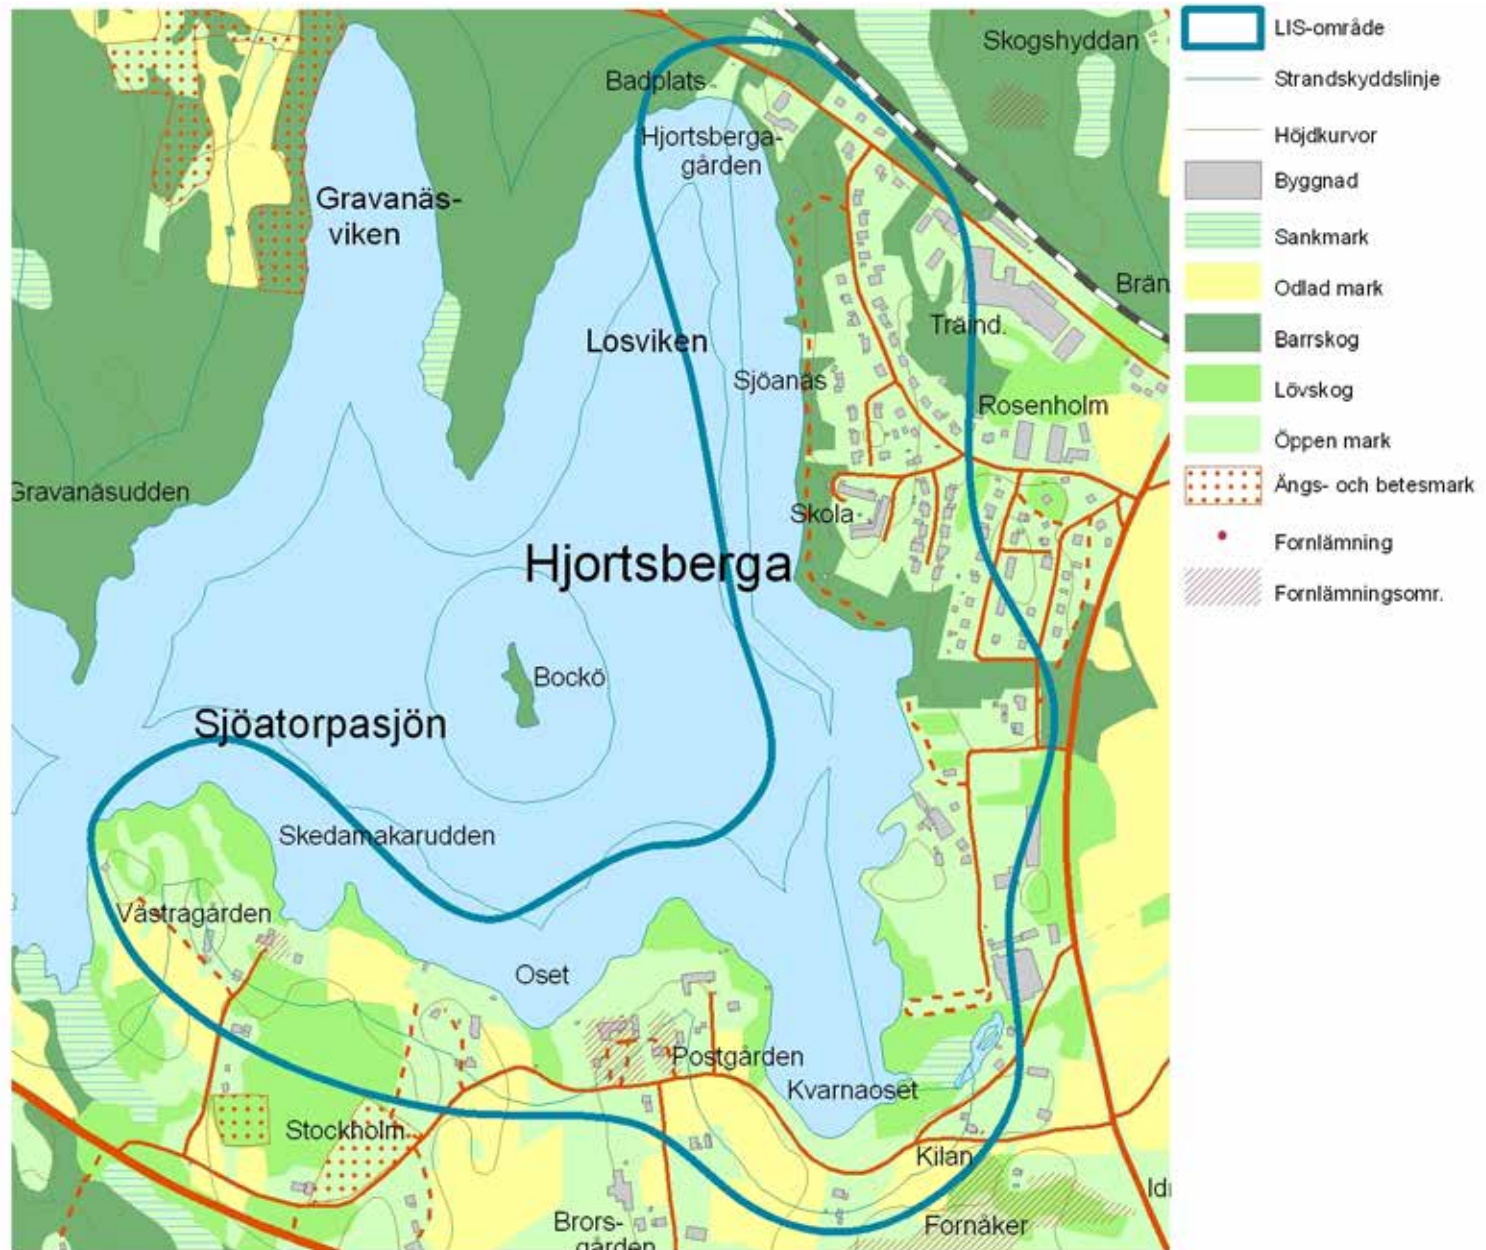 Skogshyddan
Badplats
Hjortsberga-
gården
Gravanäs-
viken
Brän
Träind.
Losviken
Sjöanäs
Rosenholm
Gravanäsudden
Skola
Hjortsberga
Bockö
Sjöatorpasjön
Skedamakarudden
Västragården
Oset
Postgården
Kvarnaoset
Stockholm
Kilan
Id
Brors-
gården
Fornåker
LIS-område
Strandskyddslinje
Höjdkurvor
Byggnad
Sankmark
Odlad mark
Barrskog
Lövskog
Öppen mark
Ängs- och betesmark
Fornlämning
Fornlämningsomr.